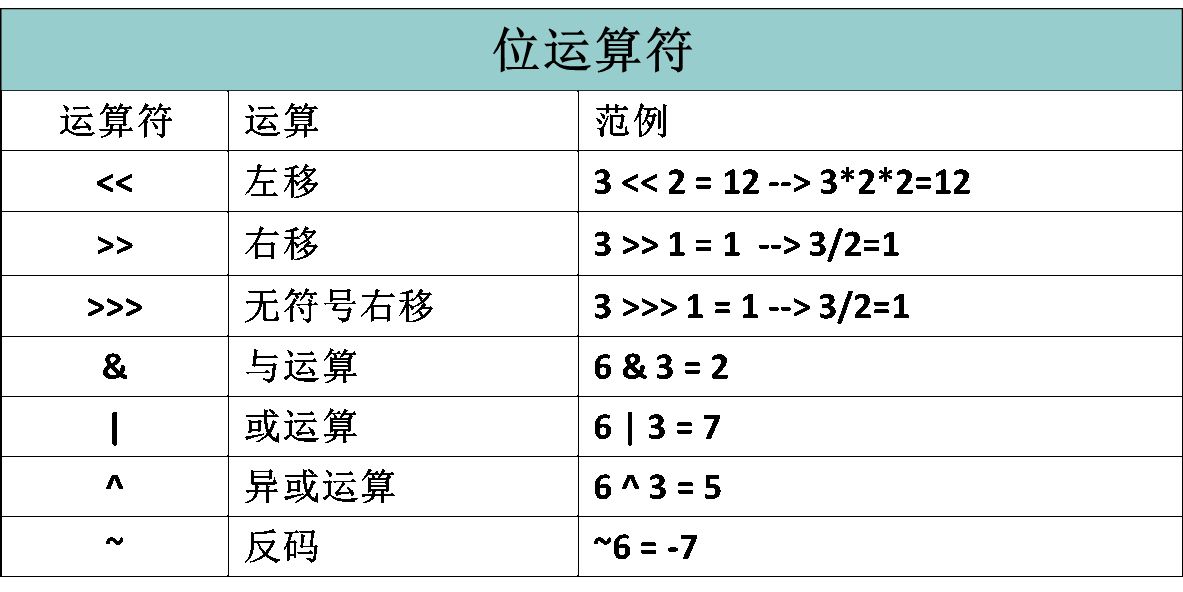 位运算符
运算符 运算 范例
<< 左移 3 << 2 = 12 --> 3*2*2=12
>> 右移 3 >> 1 = 1 --> 3/2=1
>>> 无符号右移 3 >>> 1 = 1 --> 3/2=1
& 与运算 6 & 3 = 2
| 或运算 6 | 3 = 7
^ 异或运算 6 ^ 3 = 5
~ 反码 ~6 = -7